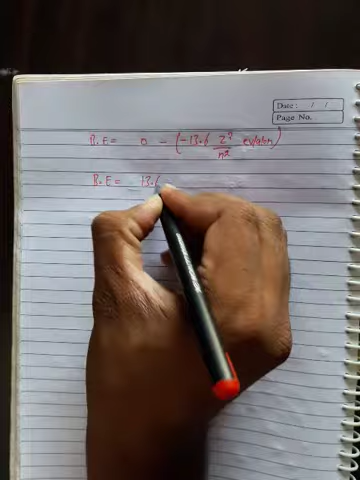 Date : / /
Page No.
B.E = 0 - (-13.6 Z²/n² ev/atom)
B.E = 13.6